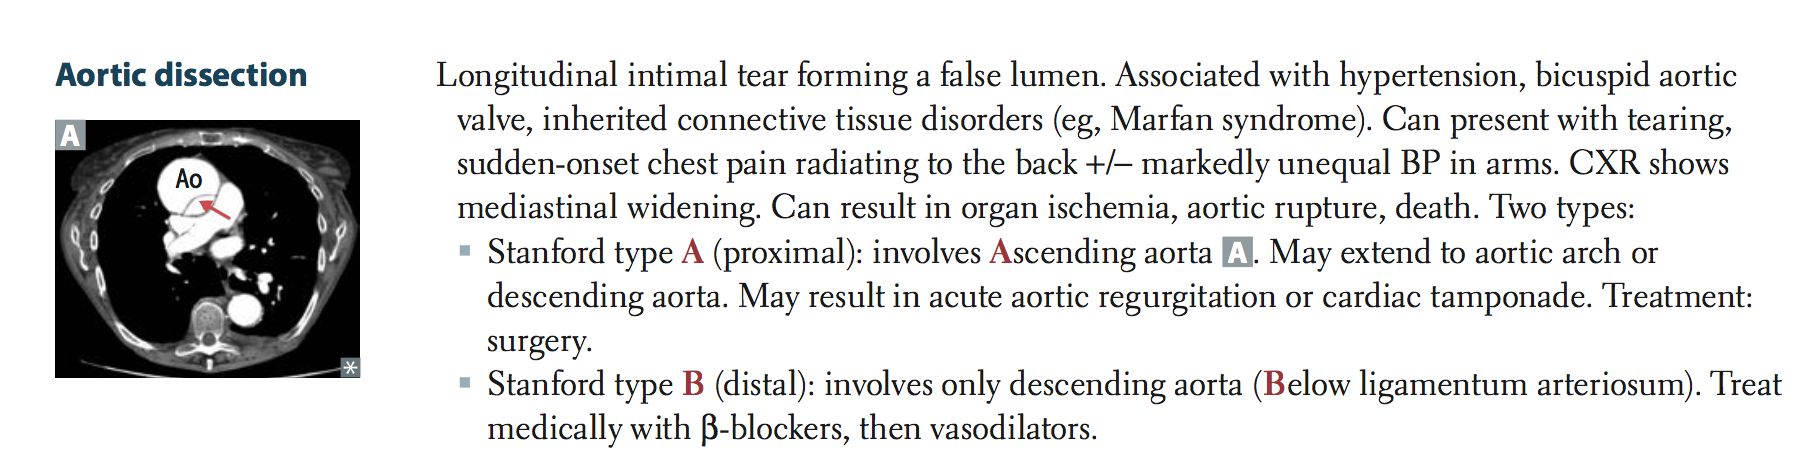 Aortic dissection
A
Ao
*
Longitudinal intimal tear forming a false lumen. Associated with hypertension, bicuspid aortic
valve, inherited connective tissue disorders (eg, Marfan syndrome). Can present with tearing,
sudden-onset chest pain radiating to the back +/– markedly unequal BP in arms. CXR shows
mediastinal widening. Can result in organ ischemia, aortic rupture, death. Two types:
▪ Stanford type A (proximal): involves Ascending aorta A. May extend to aortic arch or
descending aorta. May result in acute aortic regurgitation or cardiac tamponade. Treatment:
surgery.
▪ Stanford type B (distal): involves only descending aorta (Below ligamentum arteriosum). Treat
medically with β-blockers, then vasodilators.